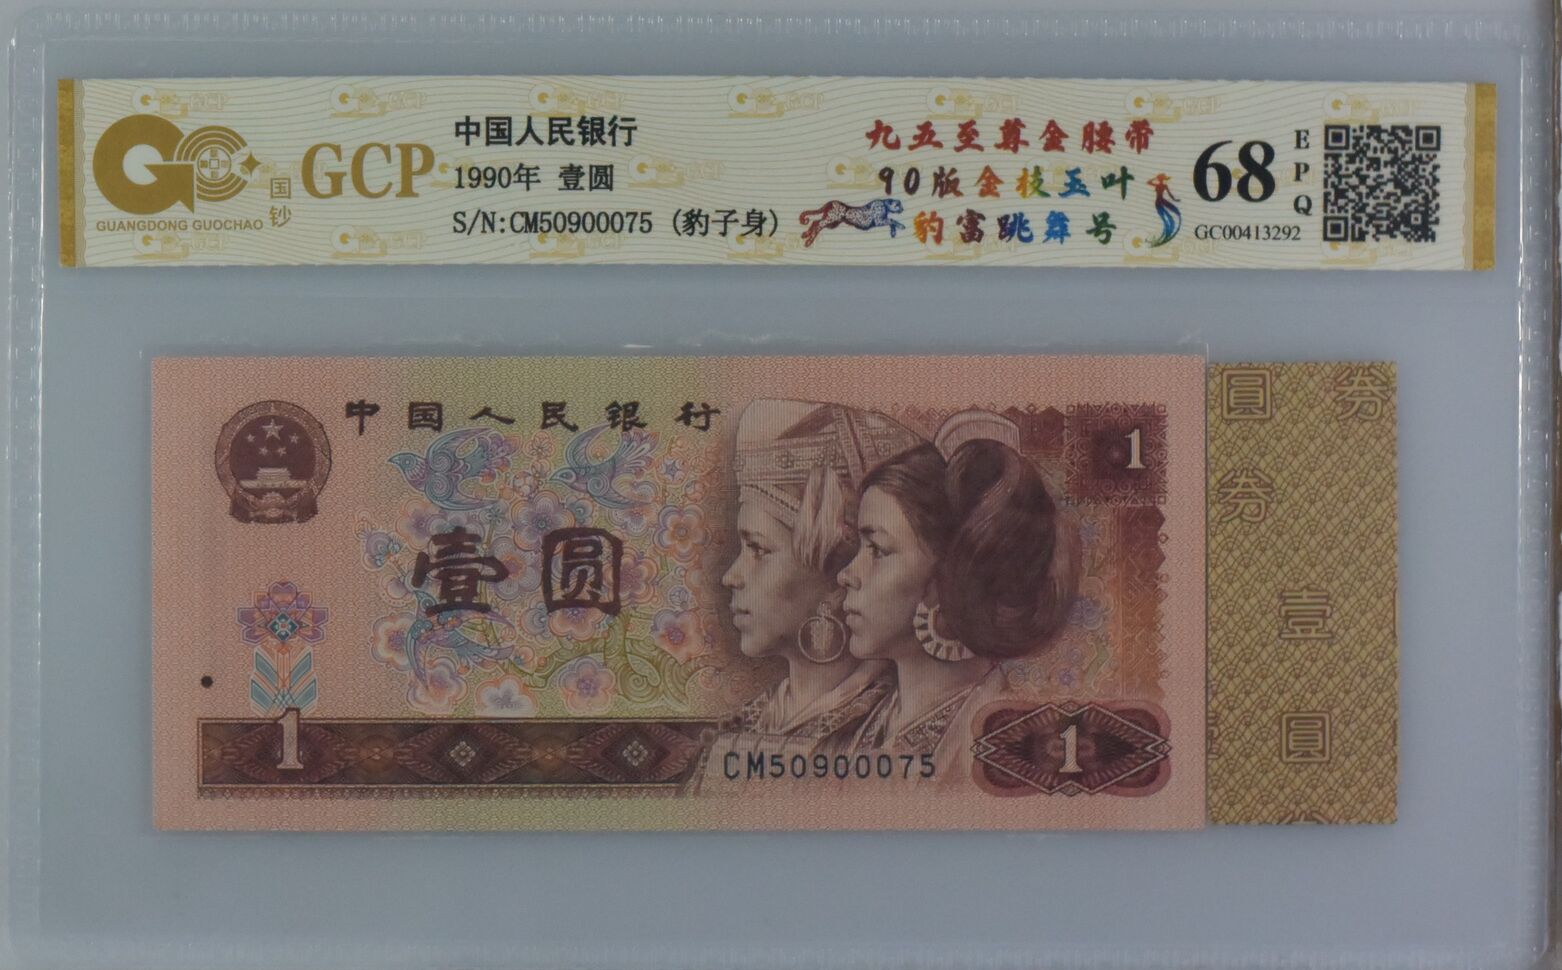 GCP
国钞
GUANGDONG GUOCHAO
中国人民银行
1990年 壹圆
S/N:CM50900075 (豹子身)
九五至尊金腰带
90版金枝玉叶
豹富跳舞号
68
EPQ
GC00413292
中国人民银行
1
壹圆
1
CM50900075
1
圓 券
券
壹
圓